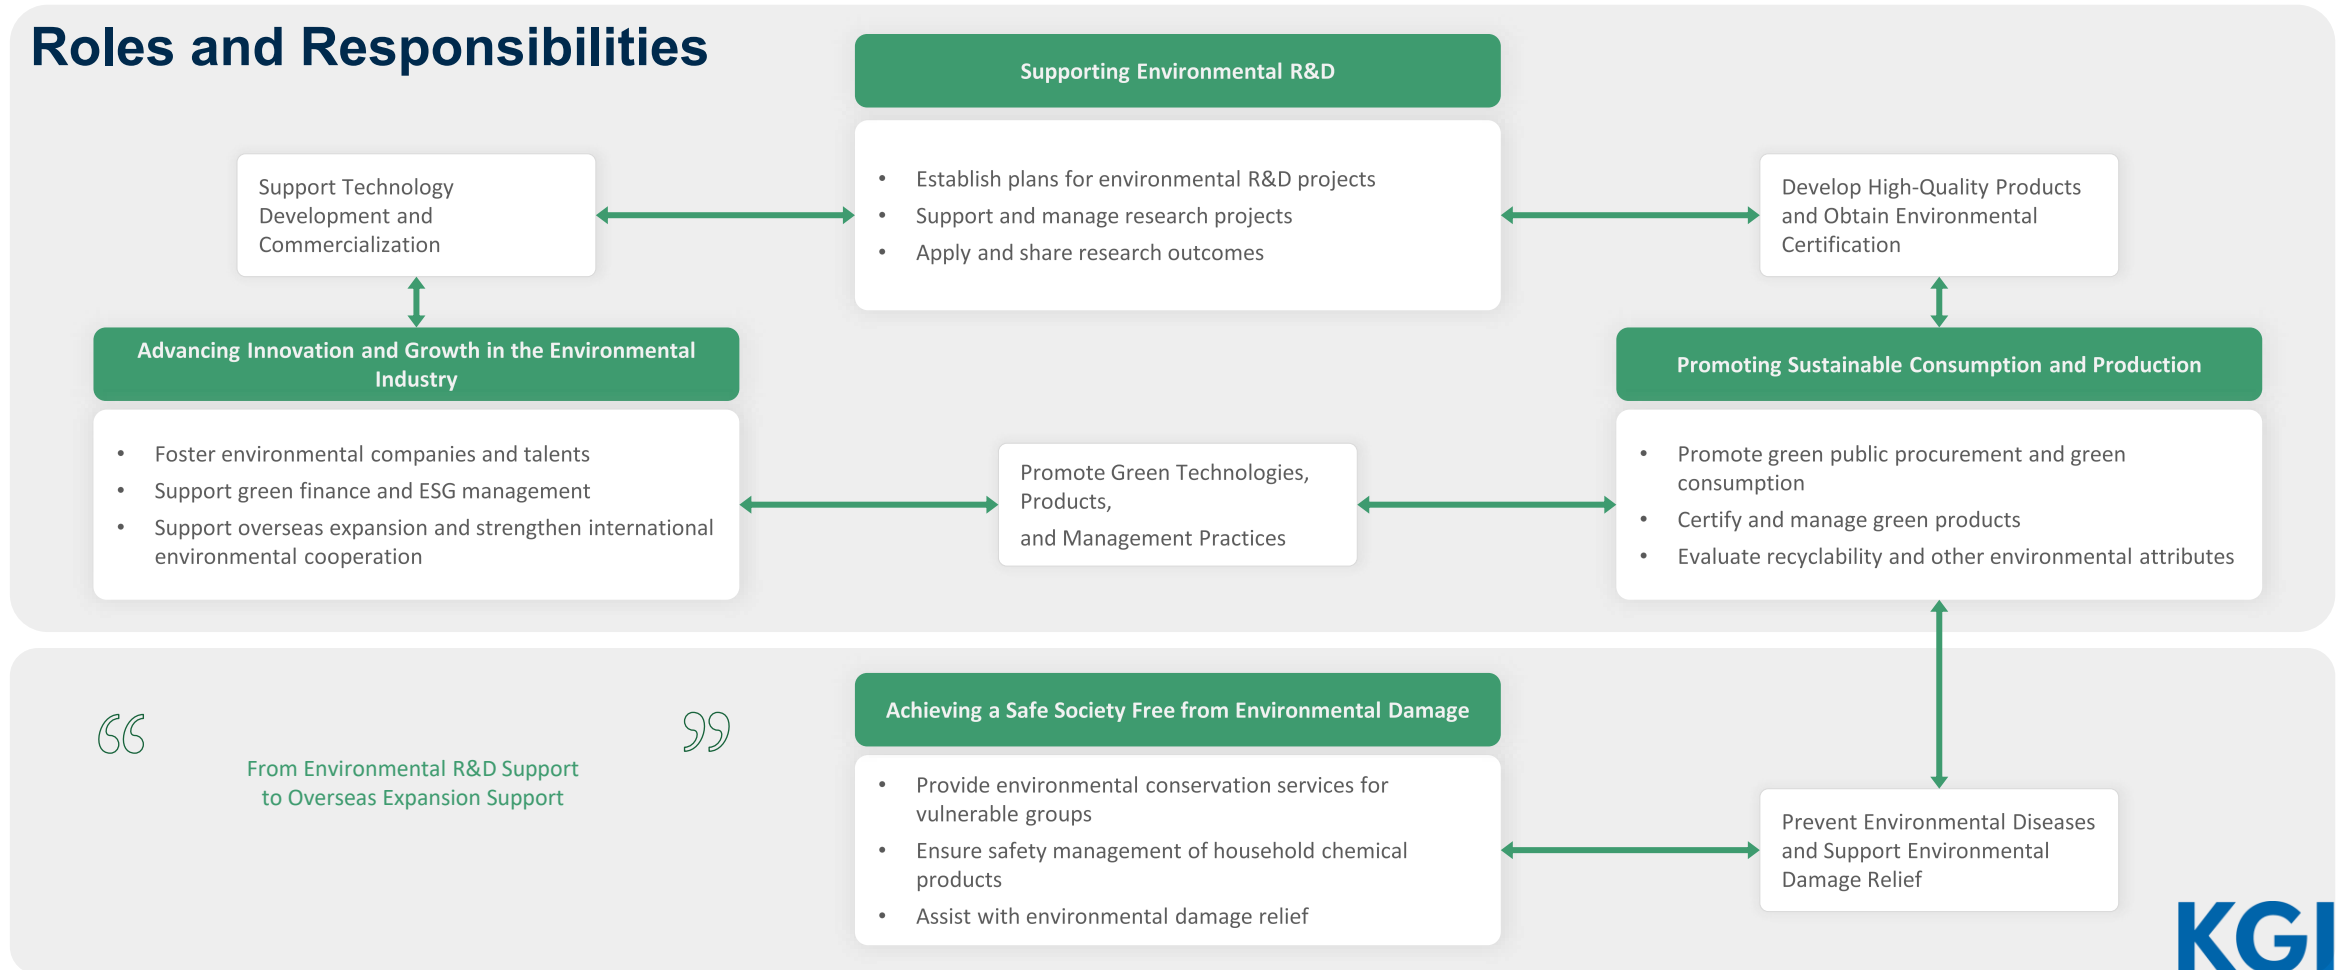 Roles and Responsibilities
Supporting Environmental R&D
• Establish plans for environmental R&D projects
• Support and manage research projects
• Apply and share research outcomes
Support Technology
Development and
Commercialization
Develop High-Quality Products
and Obtain Environmental
Certification
Advancing Innovation and Growth in the Environmental
Industry
• Foster environmental companies and talents
• Support green finance and ESG management
• Support overseas expansion and strengthen international
environmental cooperation
Promote Green Technologies,
Products,
and Management Practices
Promoting Sustainable Consumption and Production
• Promote green public procurement and green
consumption
• Certify and manage green products
• Evaluate recyclability and other environmental attributes
“ ”
From Environmental R&D Support
to Overseas Expansion Support
Achieving a Safe Society Free from Environmental Damage
• Provide environmental conservation services for
vulnerable groups
• Ensure safety management of household chemical
products
• Assist with environmental damage relief
Prevent Environmental Diseases
and Support Environmental
Damage Relief
KGI